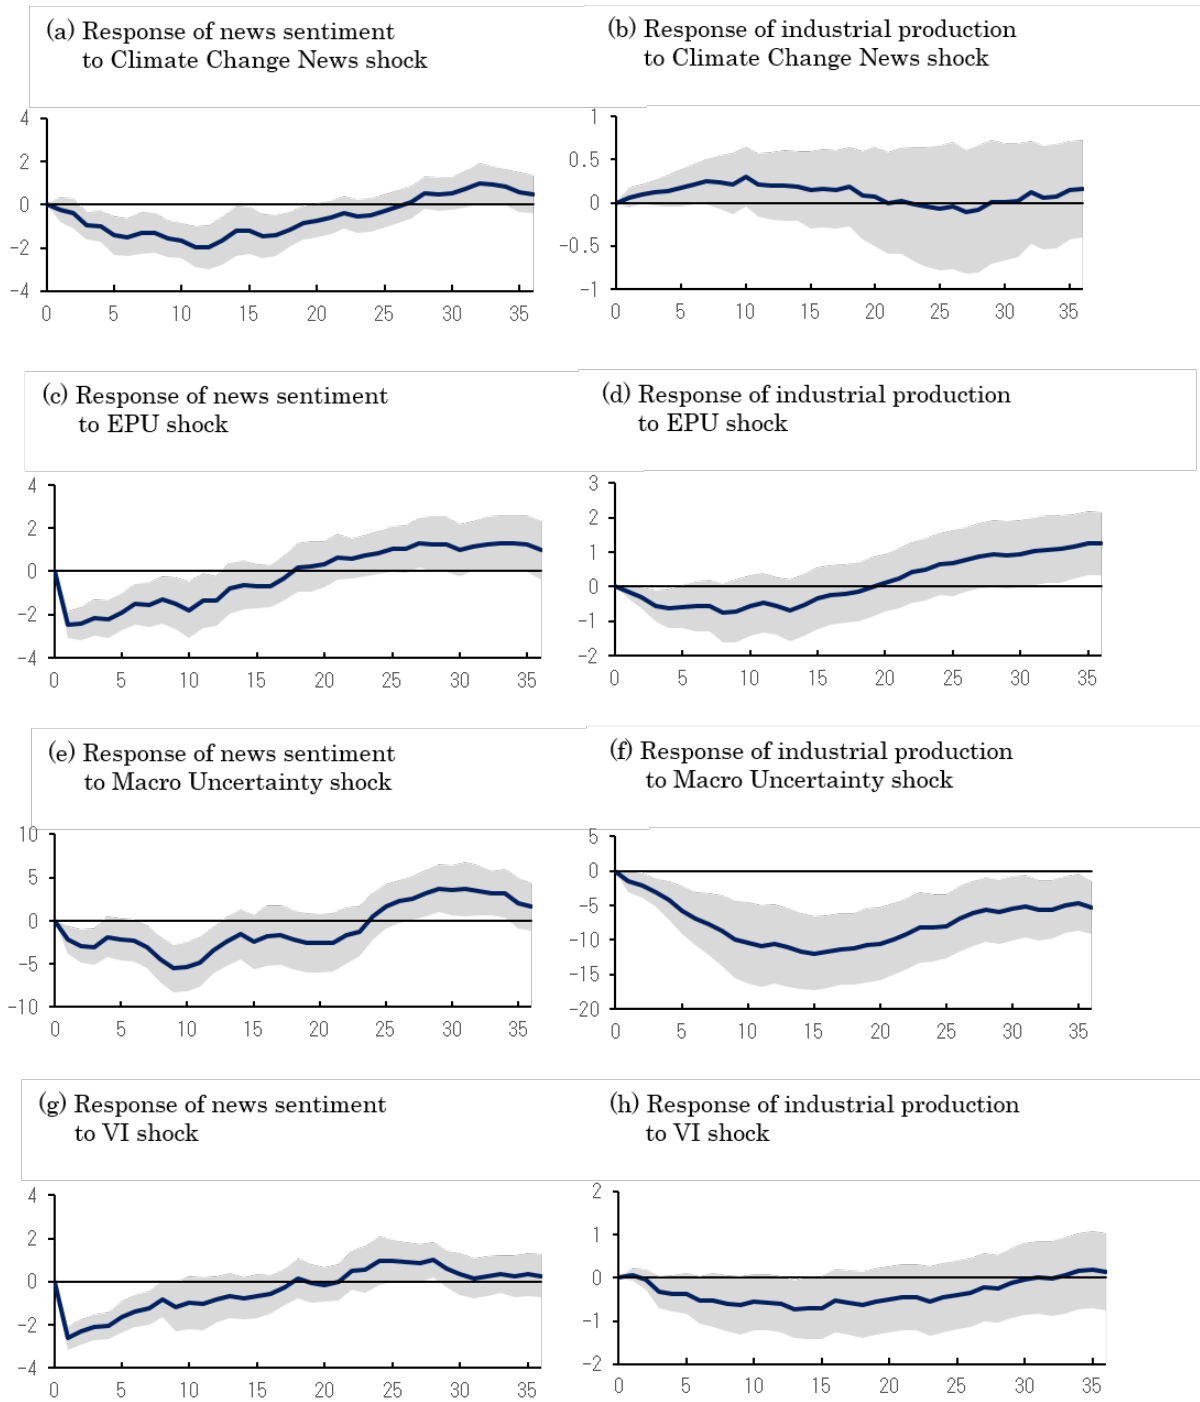 (a) Response of news sentiment
to Climate Change News shock
(b) Response of industrial production
to Climate Change News shock
4
2
0
−2
−4
0 5 10 15 20 25 30 35
1
0.5
0
−0.5
−1
0 5 10 15 20 25 30 35
(c) Response of news sentiment
to EPU shock
(d) Response of industrial production
to EPU shock
4
2
0
−2
−4
0 5 10 15 20 25 30 35
3
2
1
0
−1
−2
0 5 10 15 20 25 30 35
(e) Response of news sentiment
to Macro Uncertainty shock
(f) Response of industrial production
to Macro Uncertainty shock
10
5
0
−5
−10
0 5 10 15 20 25 30 35
5
0
−5
−10
−15
−20
0 5 10 15 20 25 30 35
(g) Response of news sentiment
to VI shock
(h) Response of industrial production
to VI shock
4
2
0
−2
−4
0 5 10 15 20 25 30 35
2
1
0
−1
−2
0 5 10 15 20 25 30 35